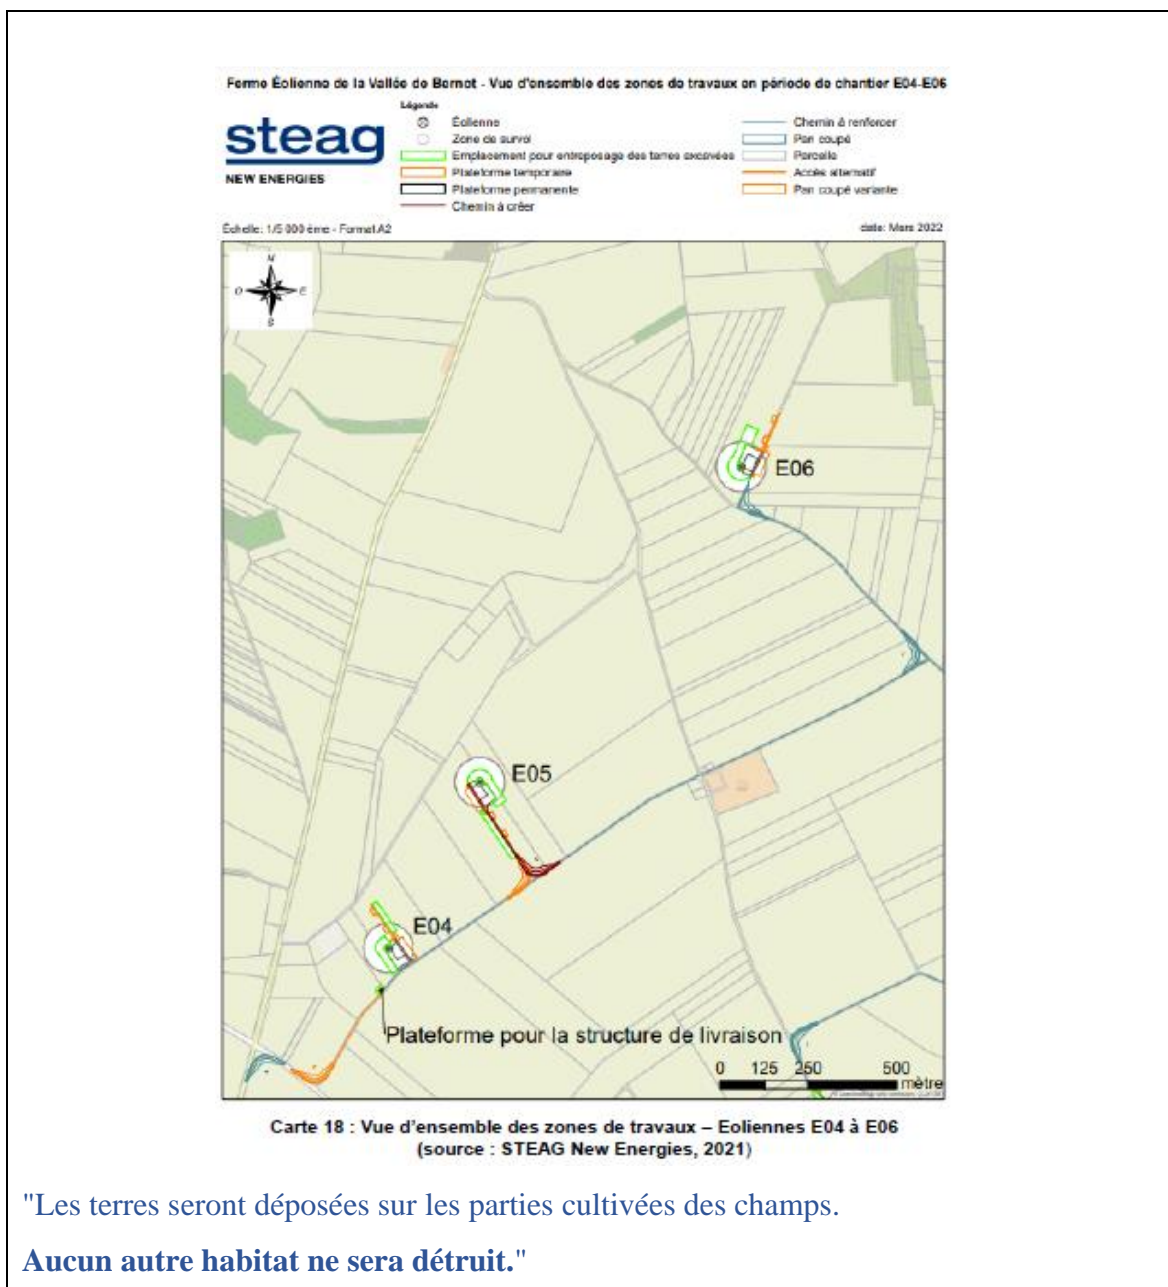 Ferme Éolienne de la Vallée de Bernot - Vue d'ensemble des zones de travaux en période de chantier E04-E06
Légende
steag
NEW ENERGIES
Éolienne
Zone de survol
Emplacement pour entreposage des terres excavées
Plateforme temporaire
Plateforme permanente
Chemin à créer
Chemin à renforcer
Pan coupé
Parcelle
Accès alternatif
Pan coupé variante
Échelle: 1/5 000 ème - Format A2
date: Mars 2022
N
O
E
S
E06
E05
E04
Plateforme pour la structure de livraison
0 125 250 500
mètre
Carte 18 : Vue d'ensemble des zones de travaux – Eoliennes E04 à E06
(source : STEAG New Energies, 2021)
"Les terres seront déposées sur les parties cultivées des champs.
Aucun autre habitat ne sera détruit."